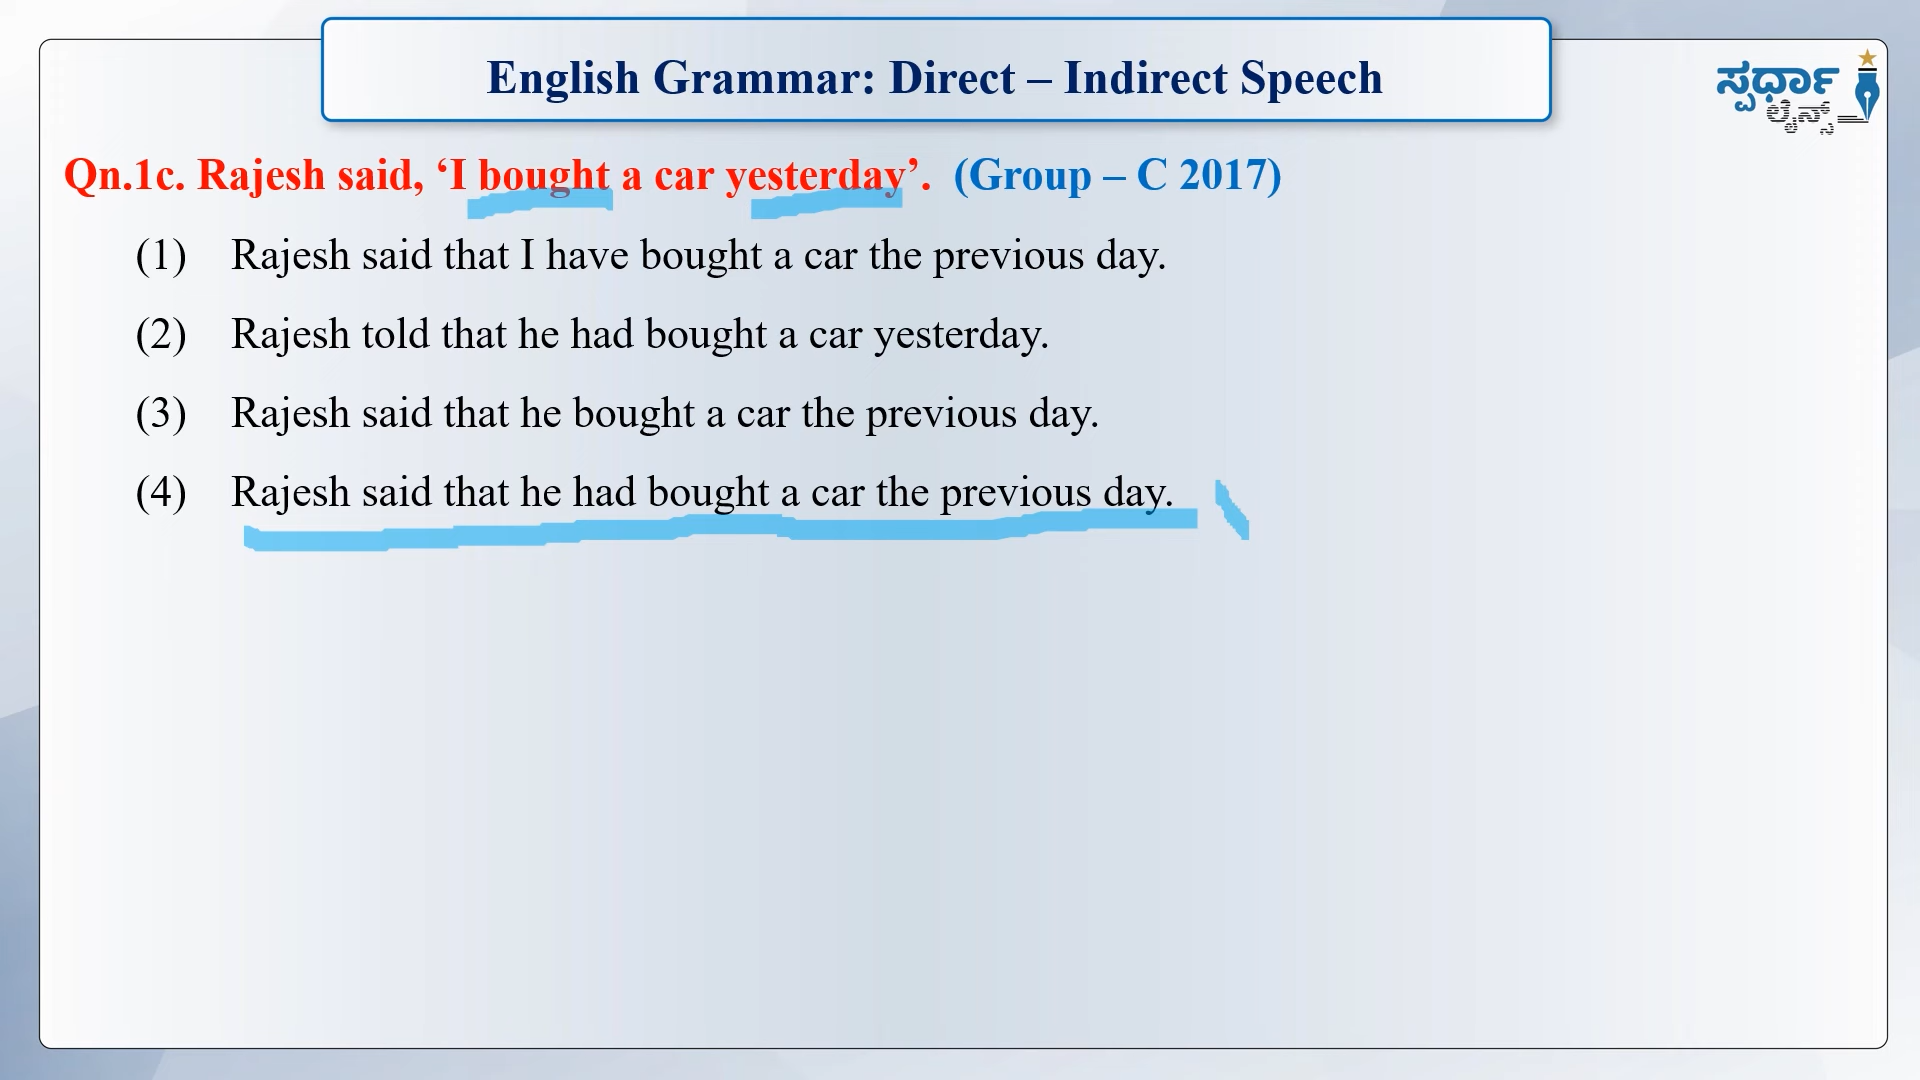 English Grammar: Direct – Indirect Speech
ಸ್ಪರ್ಧಾ
ಲೈನ್ಸ್
Qn.1c. Rajesh said, ‘I bought a car yesterday’. (Group – C 2017)
(1) Rajesh said that I have bought a car the previous day.
(2) Rajesh told that he had bought a car yesterday.
(3) Rajesh said that he bought a car the previous day.
(4) Rajesh said that he had bought a car the previous day.